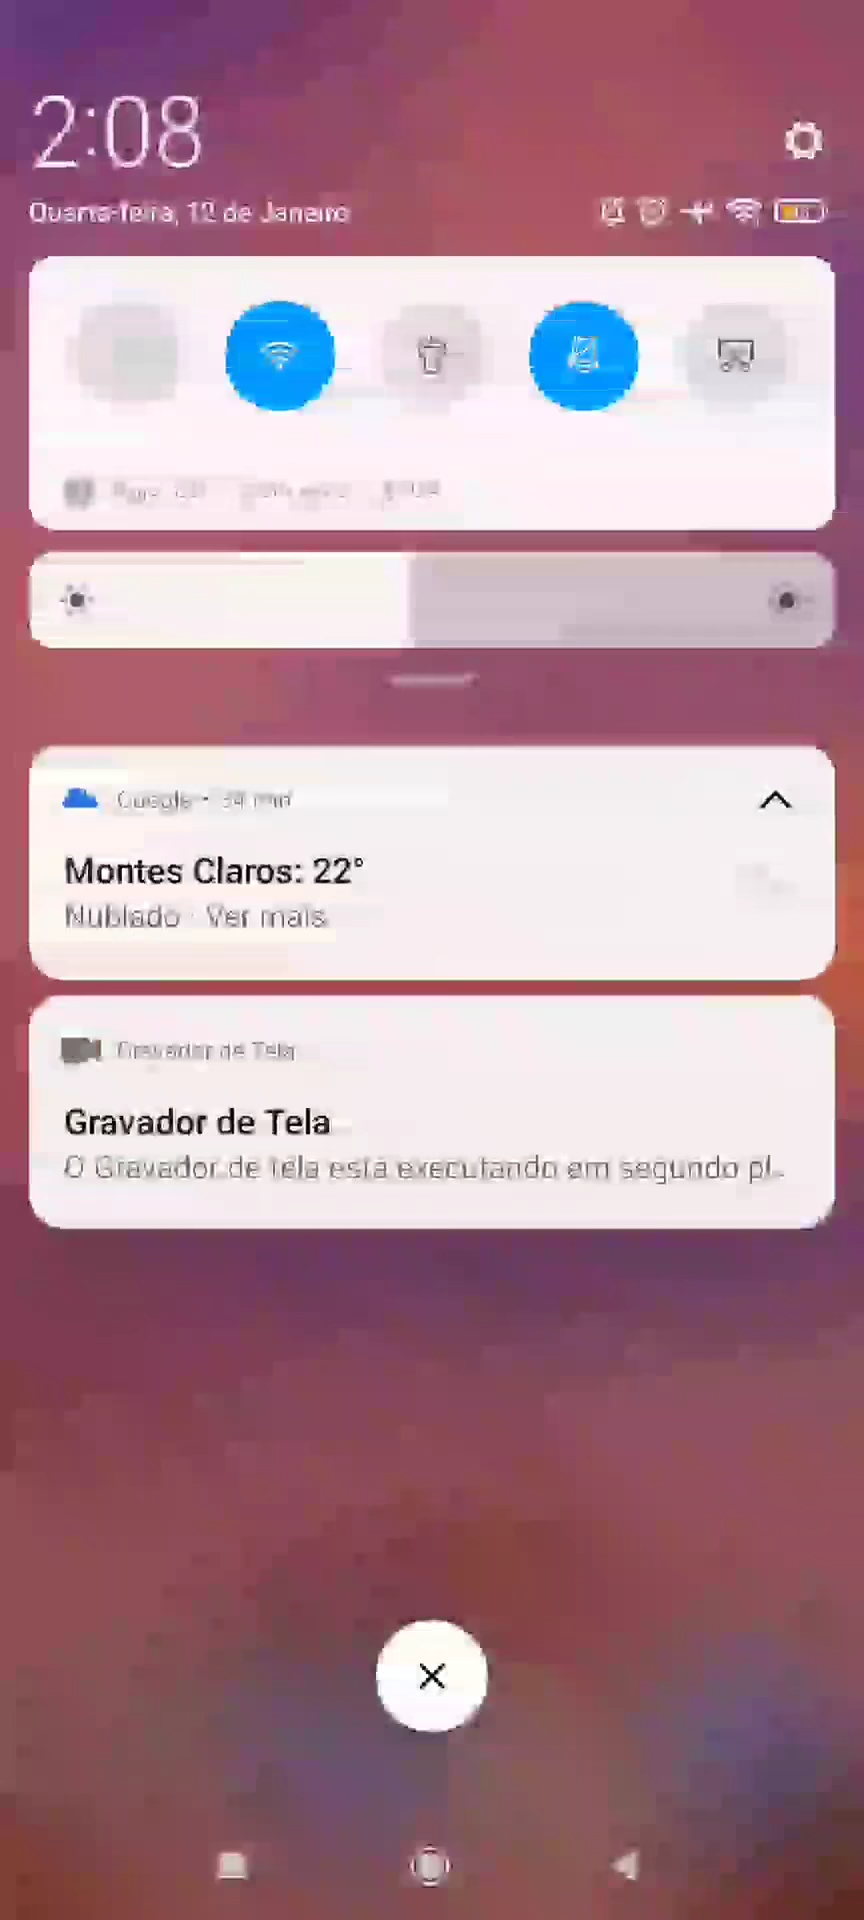 2:08
Quarta-feira, 12 de Janeiro
Google • 34 min
Montes Claros: 22°
Nublado · Ver mais
Gravador de Tela
Gravador de Tela
O Gravador de tela está executando em segundo pl...